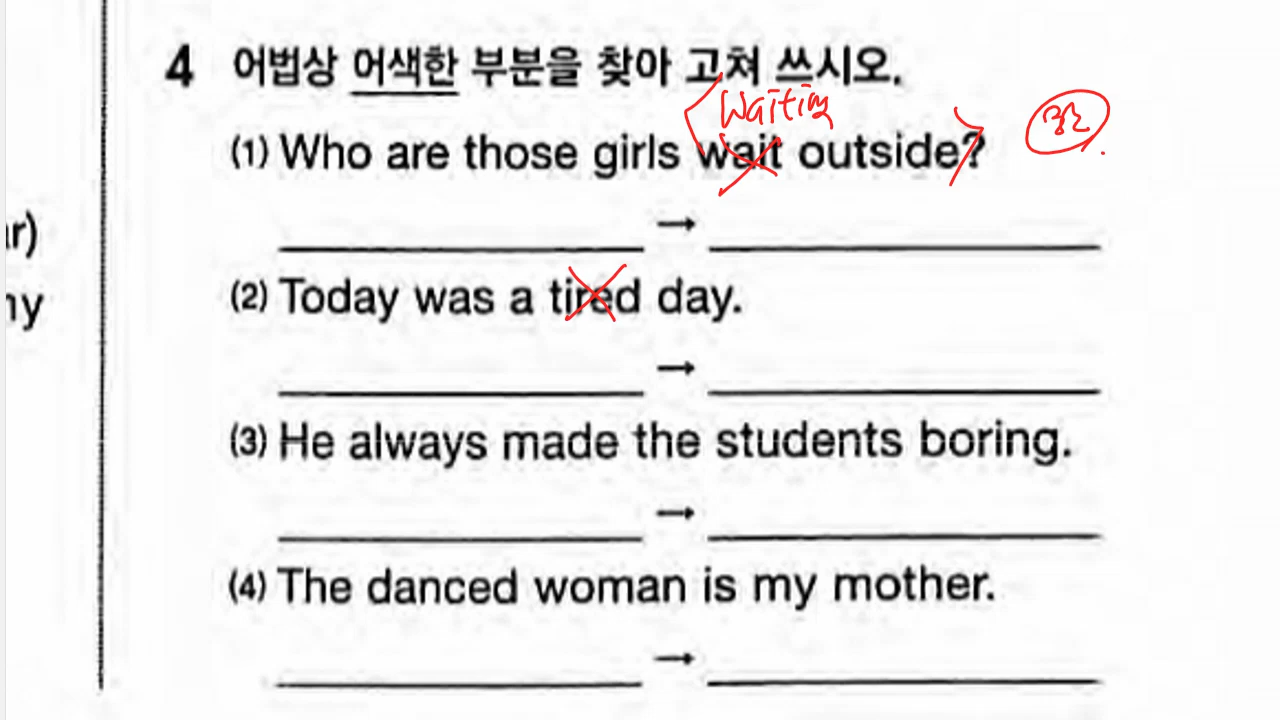 4 어법상 어색한 부분을 찾아 고쳐 쓰시오.
waiting
(1) Who are those girls wait outside?
→
r)
(2) Today was a tired day.
ny
→
(3) He always made the students boring.
→
(4) The danced woman is my mother.
→